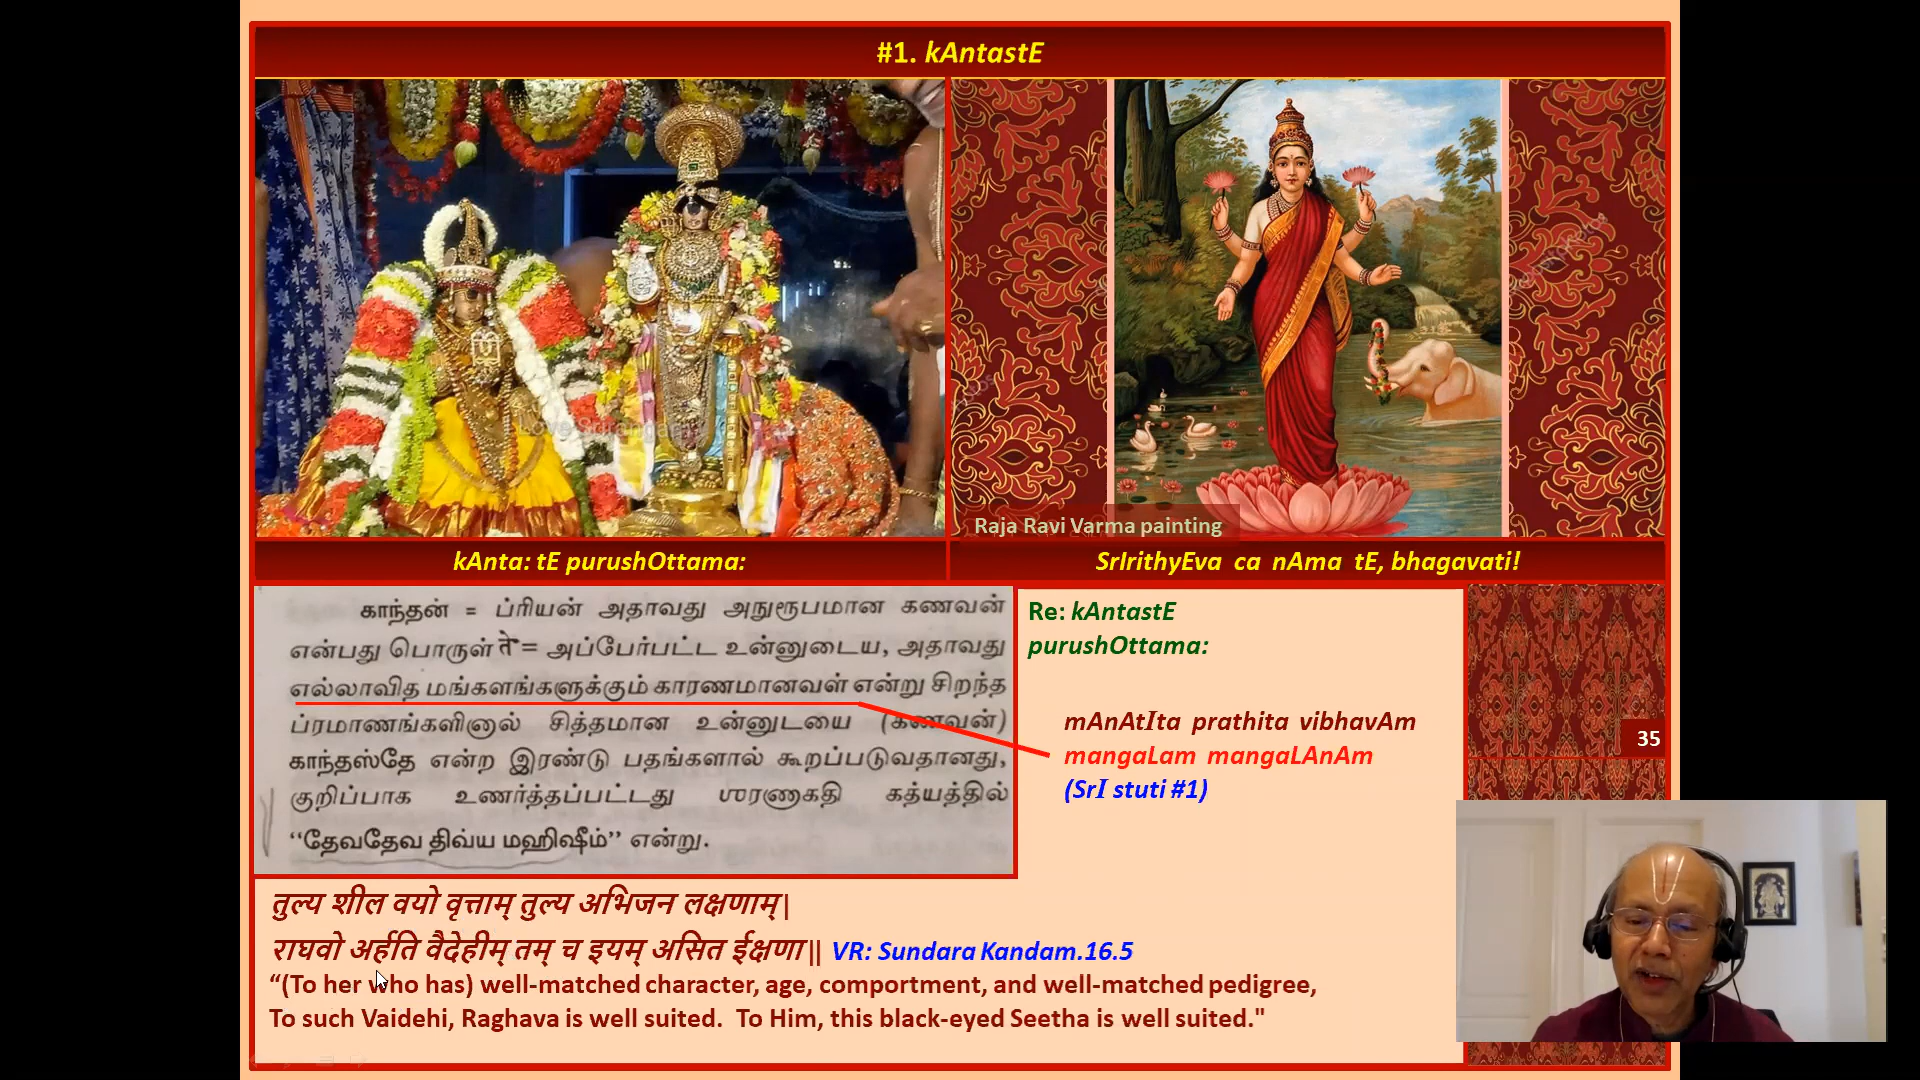 #1. kAntastE
Raja Ravi Varma painting
kAnta: tE purushOttama:
SrIrithyEva ca nAma tE, bhagavati!
காந்தன் = ப்ரியன் அதாவது அநுரூபமான கணவன்
என்பது பொருள் ते = அப்பேர்பட்ட உன்னுடைய, அதாவது
எல்லாவித மங்களங்களுக்கும் காரணமானவள் என்று சிறந்த
ப்ரமாணங்களினால் சித்தமான உன்னுடயை (கணவன்)
காந்தஸ்தே என்ற இரண்டு பதங்களால் கூறப்படுவதானது,
குறிப்பாக உணர்த்தப்பட்டது ஶரணாகதி கத்யத்தில்
“தேவதேவ திவ்ய மஹிஷீம்” என்று.
Re: kAntastE
purushOttama:
mAnAtIta prathita vibhavAm
mangaLam mangaLAnAm
(SrI stuti #1)
35
तुल्य शील वयो वृत्ताम् तुल्य अभिजन लक्षणाम्|
राघवो अर्हति वैदेहीम् तम् च इयम् असित ईक्षणा|| VR: Sundara Kandam.16.5
“(To her who has) well-matched character, age, comportment, and well-matched pedigree,
To such Vaidehi, Raghava is well suited. To Him, this black-eyed Seetha is well suited."